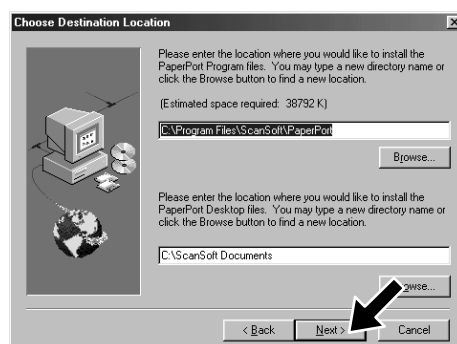 Choose Destination Location
Please enter the location where you would like to install the
PaperPort Program files. You may type a new directory name or
click the Browse button to find a new location.
(Estimated space required: 38792 K)
C:\Program Files\ScanSoft\PaperPort
Browse...
Please enter the location where you would like to install the
PaperPort Desktop files. You may type a new directory name or
click the Browse button to find a new location.
C:\ScanSoft Documents
owse...
< Back Next > Cancel